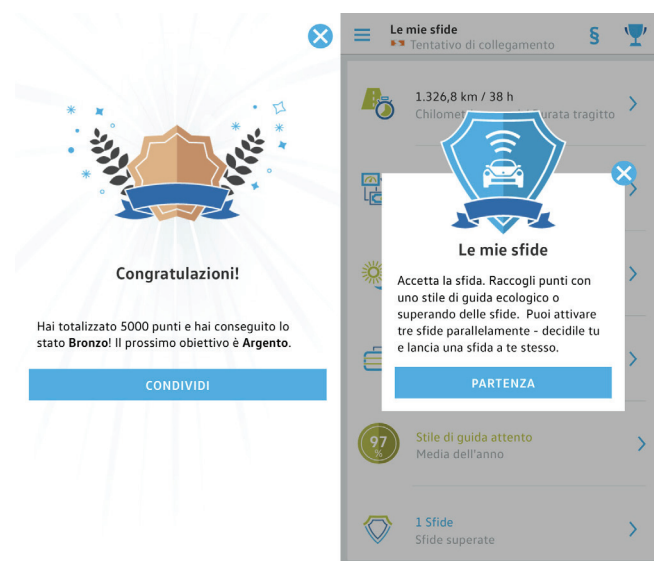 Congratulazioni!
Hai totalizzato 5000 punti e hai conseguito lo
stato Bronzo! Il prossimo obiettivo è Argento.
CONDIVIDI
Le mie sfide
Tentativo di collegamento
§
1.326,8 km / 38 h
durata tragitto
Le mie sfide
Accetta la sfida. Raccogli punti con
uno stile di guida ecologico o
superando delle sfide. Puoi attivare
tre sfide parallelamente - decidile tu
e lancia una sfida a te stesso.
PARTENZA
97
%
Stile di guida attento
Media dell'anno
1 Sfide
Sfide superate